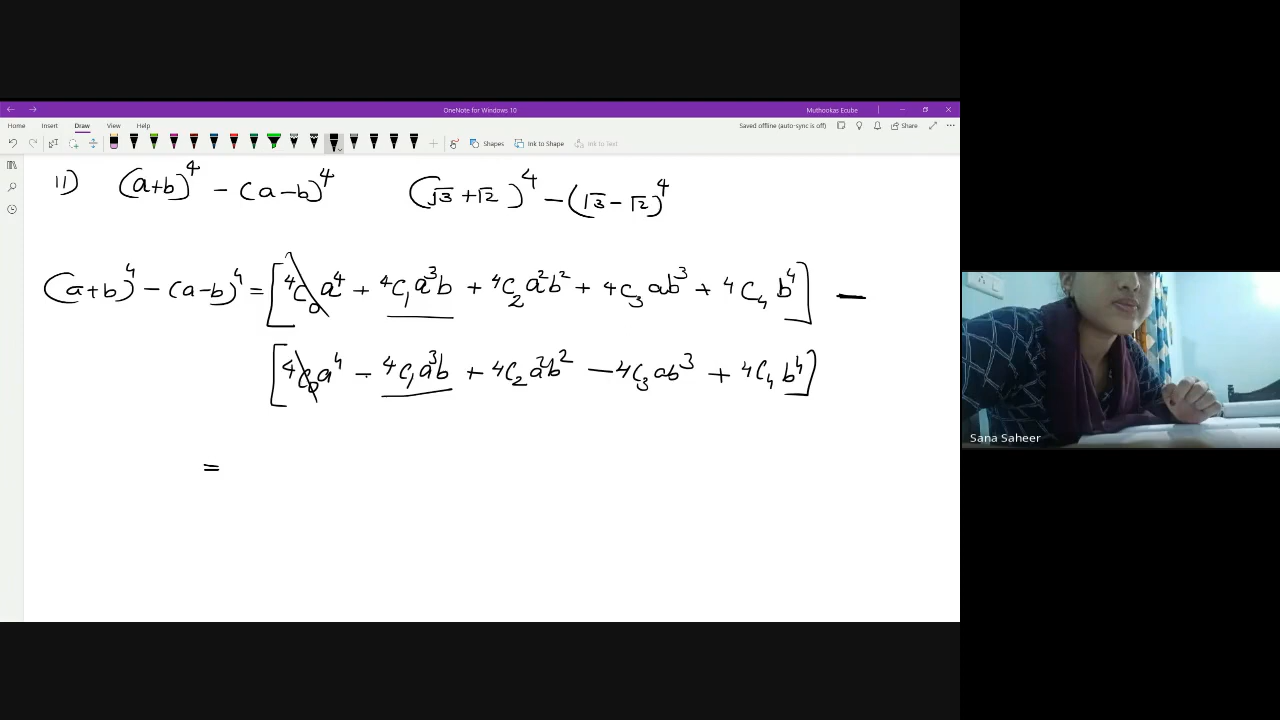 OneNote for Windows 10
Muthookas Ecube
Home Insert Draw View Help
Saved offline (auto-sync is off)
Share
Shapes
Ink to Shape
Ink to Text
11) (a+b)⁴ - (a-b)⁴ (√3 + √2)⁴ - (√3 - √2)⁴
(a+b)⁴ - (a-b)⁴ = [⁴C₀a⁴ + ⁴C₁a³b + ⁴C₂a²b² + ⁴C₃ab³ + ⁴C₄b⁴] -
[⁴C₀a⁴ - ⁴C₁a³b + ⁴C₂a²b² - ⁴C₃ab³ + ⁴C₄b⁴]
=
Sana Saheer